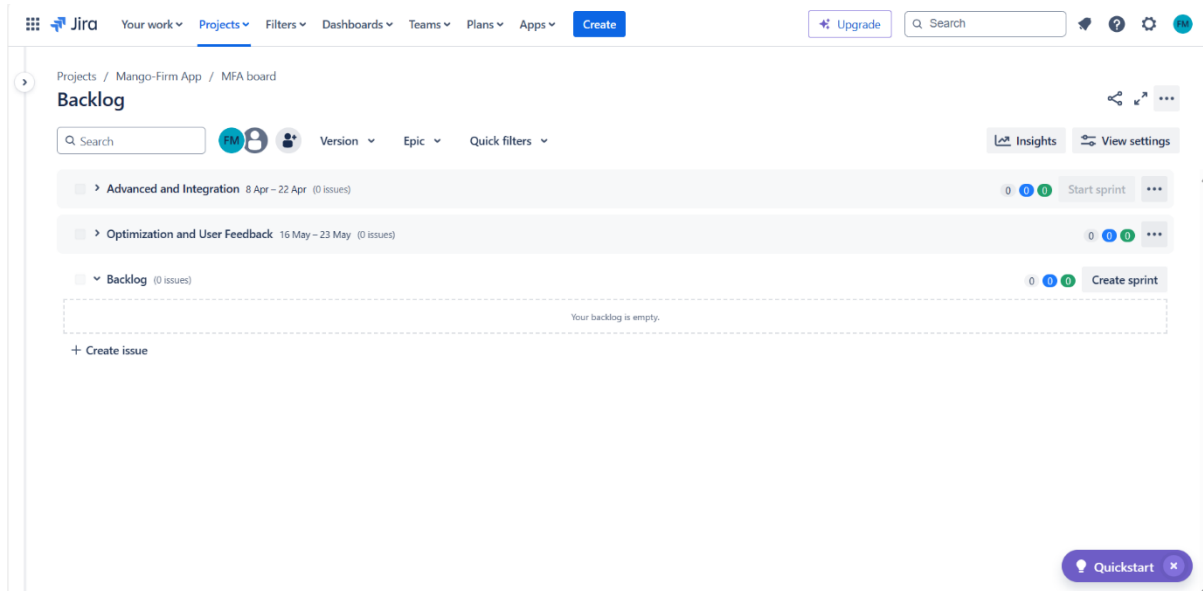 Jira Your work Projects Filters Dashboards Teams Plans Apps Create Upgrade Search FM
Projects / Mango-Firm App / MFA board
Backlog
Search FM Version Epic Quick filters Insights View settings
Advanced and Integration 8 Apr – 22 Apr (0 issues) 0 0 0 Start sprint
Optimization and User Feedback 16 May – 23 May (0 issues) 0 0 0
Backlog (0 issues) 0 0 0 Create sprint
Your backlog is empty.
+ Create issue
Quickstart